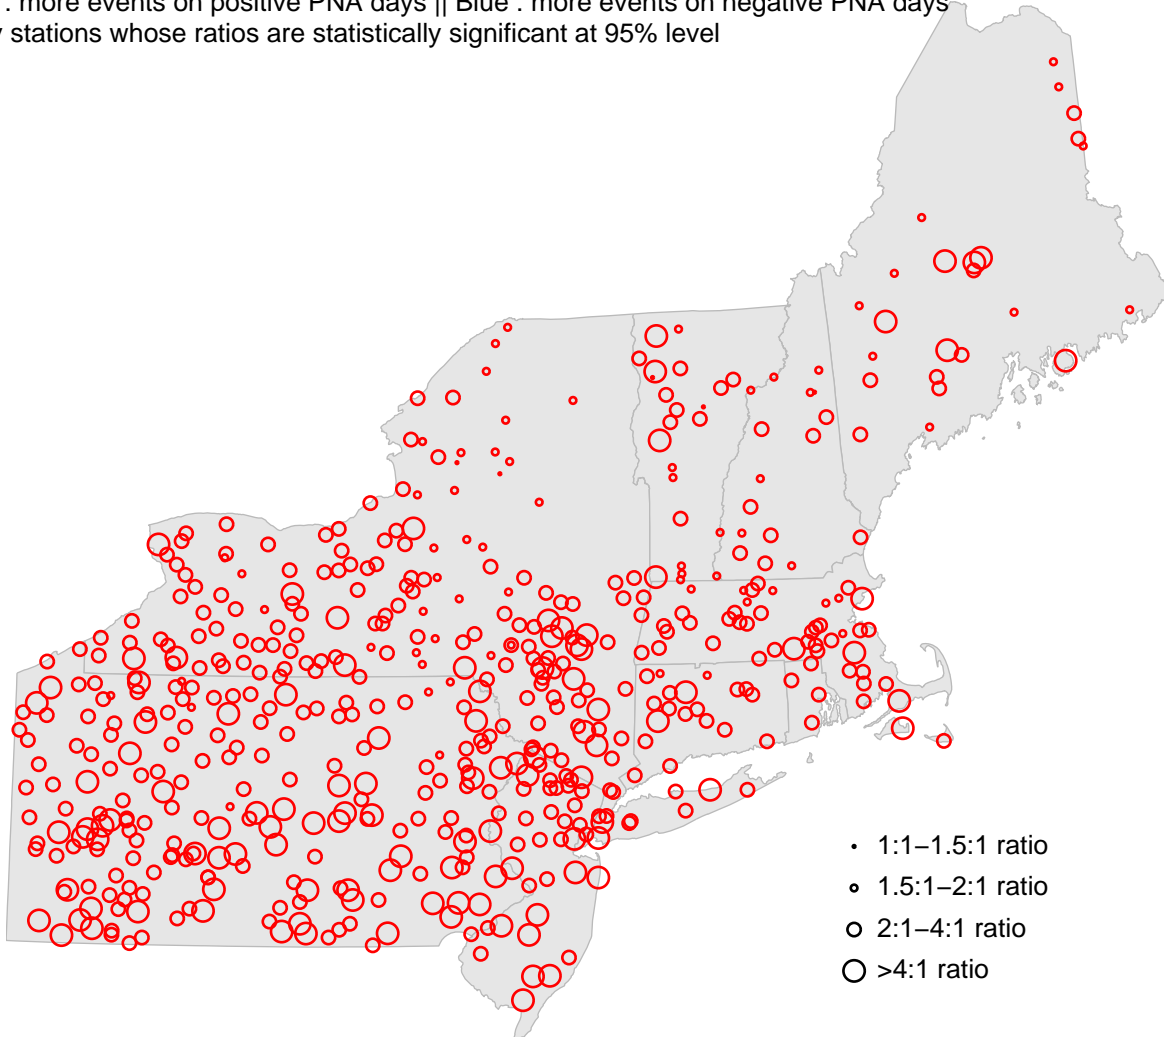 : more events on positive PNA days || Blue : more events on negative PNA days
stations whose ratios are statistically significant at 95% level
1:1–1.5:1 ratio
1.5:1–2:1 ratio
2:1–4:1 ratio
>4:1 ratio